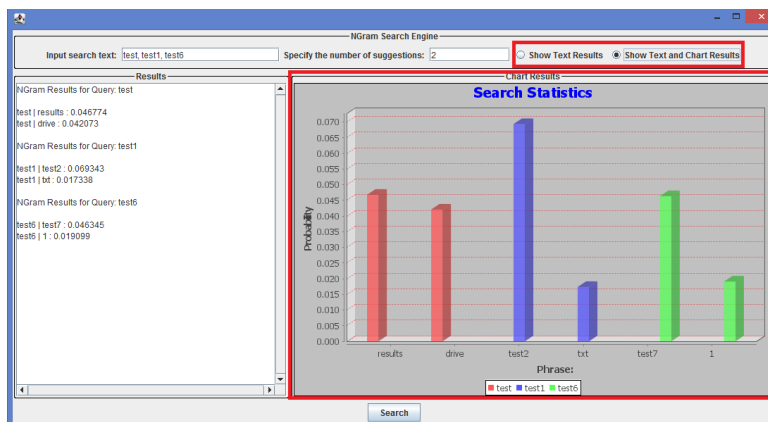 NGram Search Engine
Input search text: test, test1, test6 Specify the number of suggestions: 2 Show Text Results Show Text and Chart Results
Results
NGram Results for Query: test
test | results : 0.046774
test | drive : 0.042073
NGram Results for Query: test1
test1 | test2 : 0.069343
test1 | txt : 0.017338
NGram Results for Query: test6
test6 | test7 : 0.046345
test6 | 1 : 0.019099
Chart Results
Search Statistics
Probability
0.070
0.065
0.060
0.055
0.050
0.045
0.040
0.035
0.030
0.025
0.020
0.015
0.010
0.005
0.000
results drive test2 txt test7 1
Phrase:
test test1 test6
Search